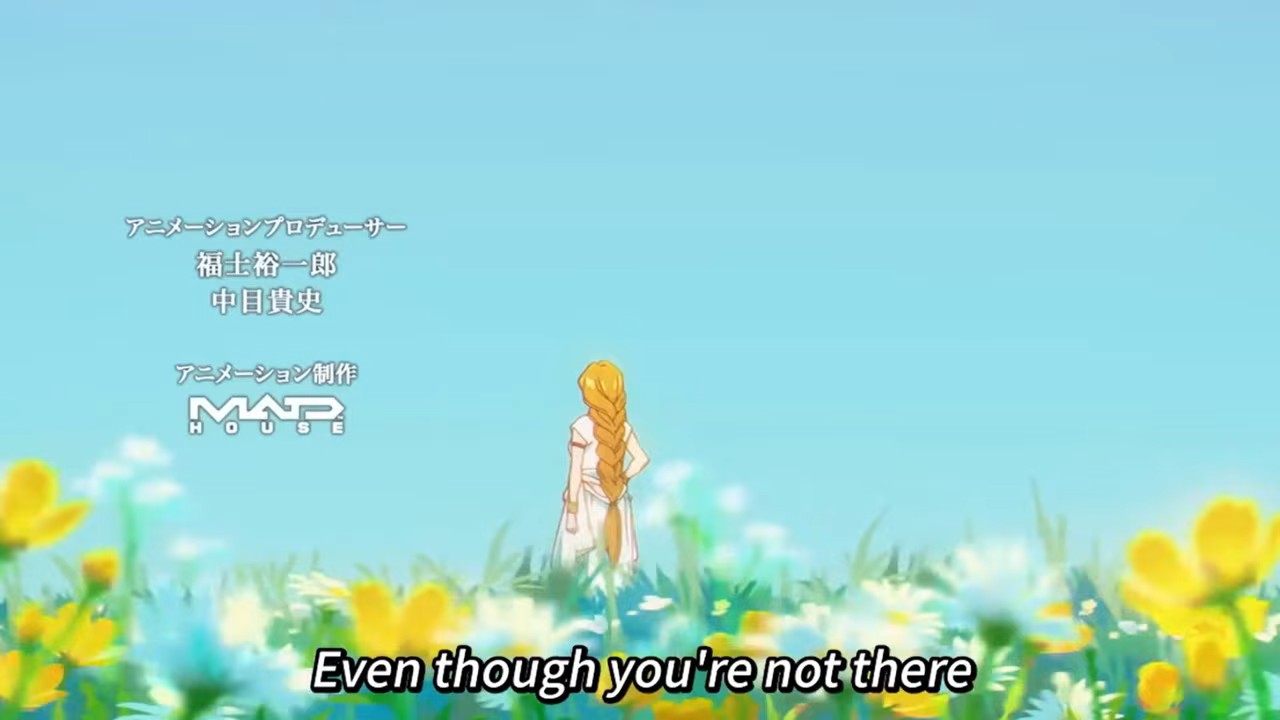 アニメーションプロデューサー
福士裕一郎
中目貴史
アニメーション制作
MADHOUSE
Even though you're not there